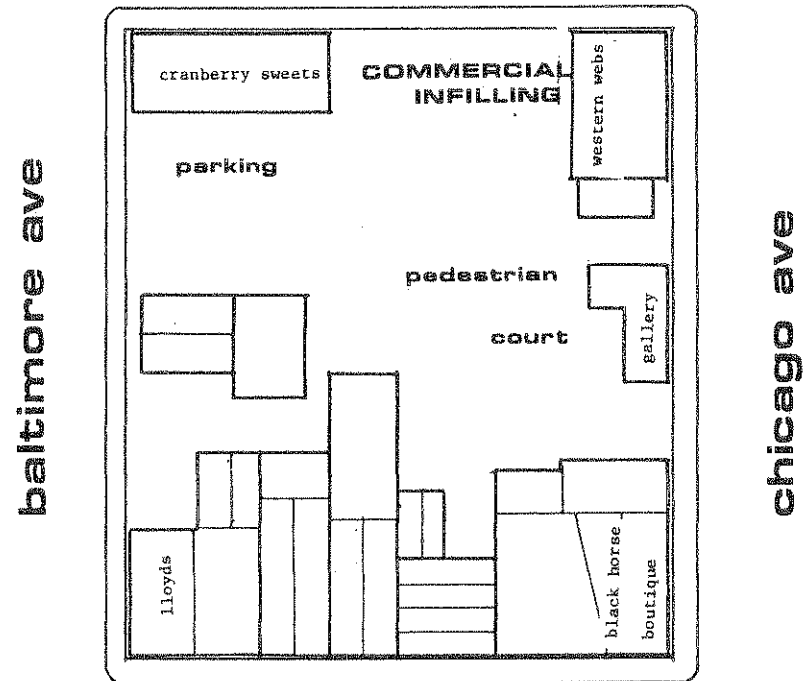 cranberry sweets
COMMERCIAL
INFILLING
western webs
parking
baltimore ave
pedestrian
court
gallery
chicago ave
lloyds
black horse
boutique